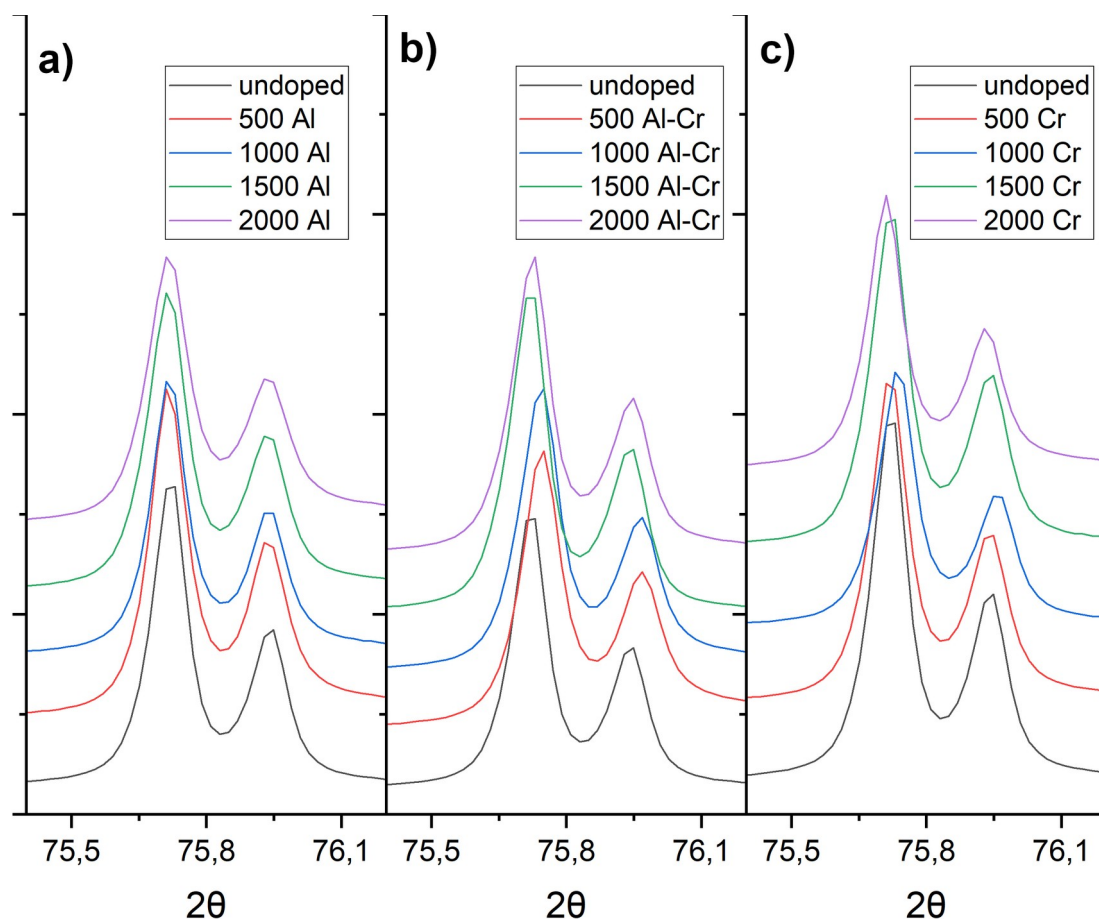 a)
undoped
500 Al
1000 Al
1500 Al
2000 Al
b)
undoped
500 Al-Cr
1000 Al-Cr
1500 Al-Cr
2000 Al-Cr
c)
undoped
500 Cr
1000 Cr
1500 Cr
2000 Cr
75,5 75,8 76,1
75,5 75,8 76,1
75,5 75,8 76,1
2θ
2θ
2θ